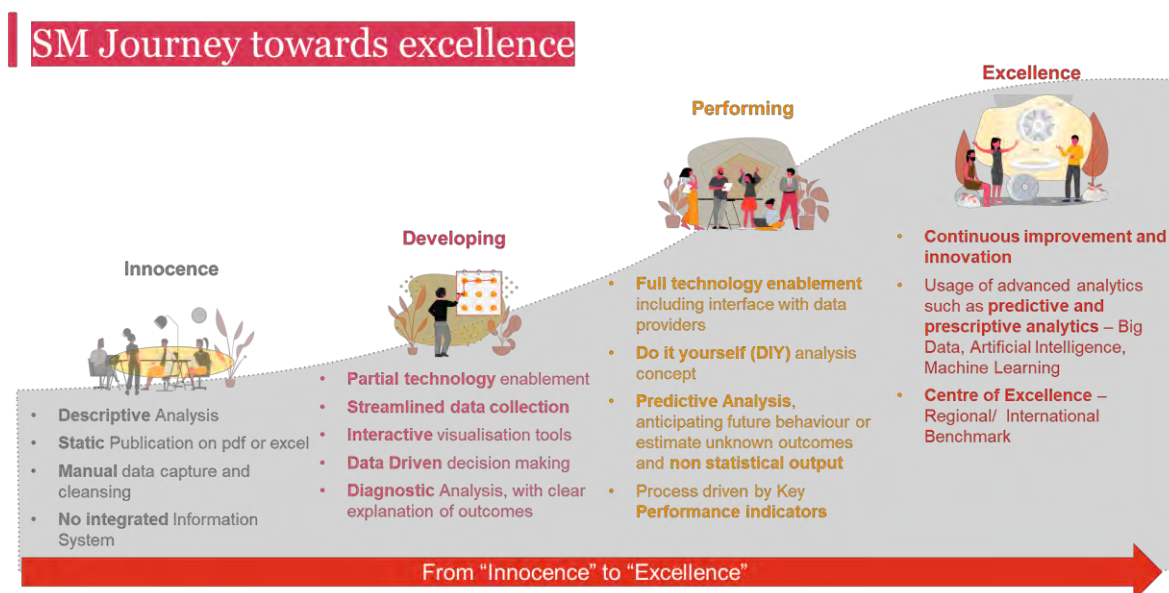 SM Journey towards excellence
Innocence
• Descriptive Analysis
• Static Publication on pdf or excel
• Manual data capture and
cleansing
• No integrated Information
System
Developing
• Partial technology enablement
• Streamlined data collection
• Interactive visualisation tools
• Data Driven decision making
• Diagnostic Analysis, with clear
explanation of outcomes
Performing
• Full technology enablement
including interface with data
providers
• Do it yourself (DIY) analysis
concept
• Predictive Analysis,
anticipating future behaviour or
estimate unknown outcomes
and non statistical output
• Process driven by Key
Performance indicators
Excellence
• Continuous improvement and
innovation
• Usage of advanced analytics
such as predictive and
prescriptive analytics – Big
Data, Artificial Intelligence,
Machine Learning
• Centre of Excellence –
Regional/ International
Benchmark
From “Innocence” to “Excellence”